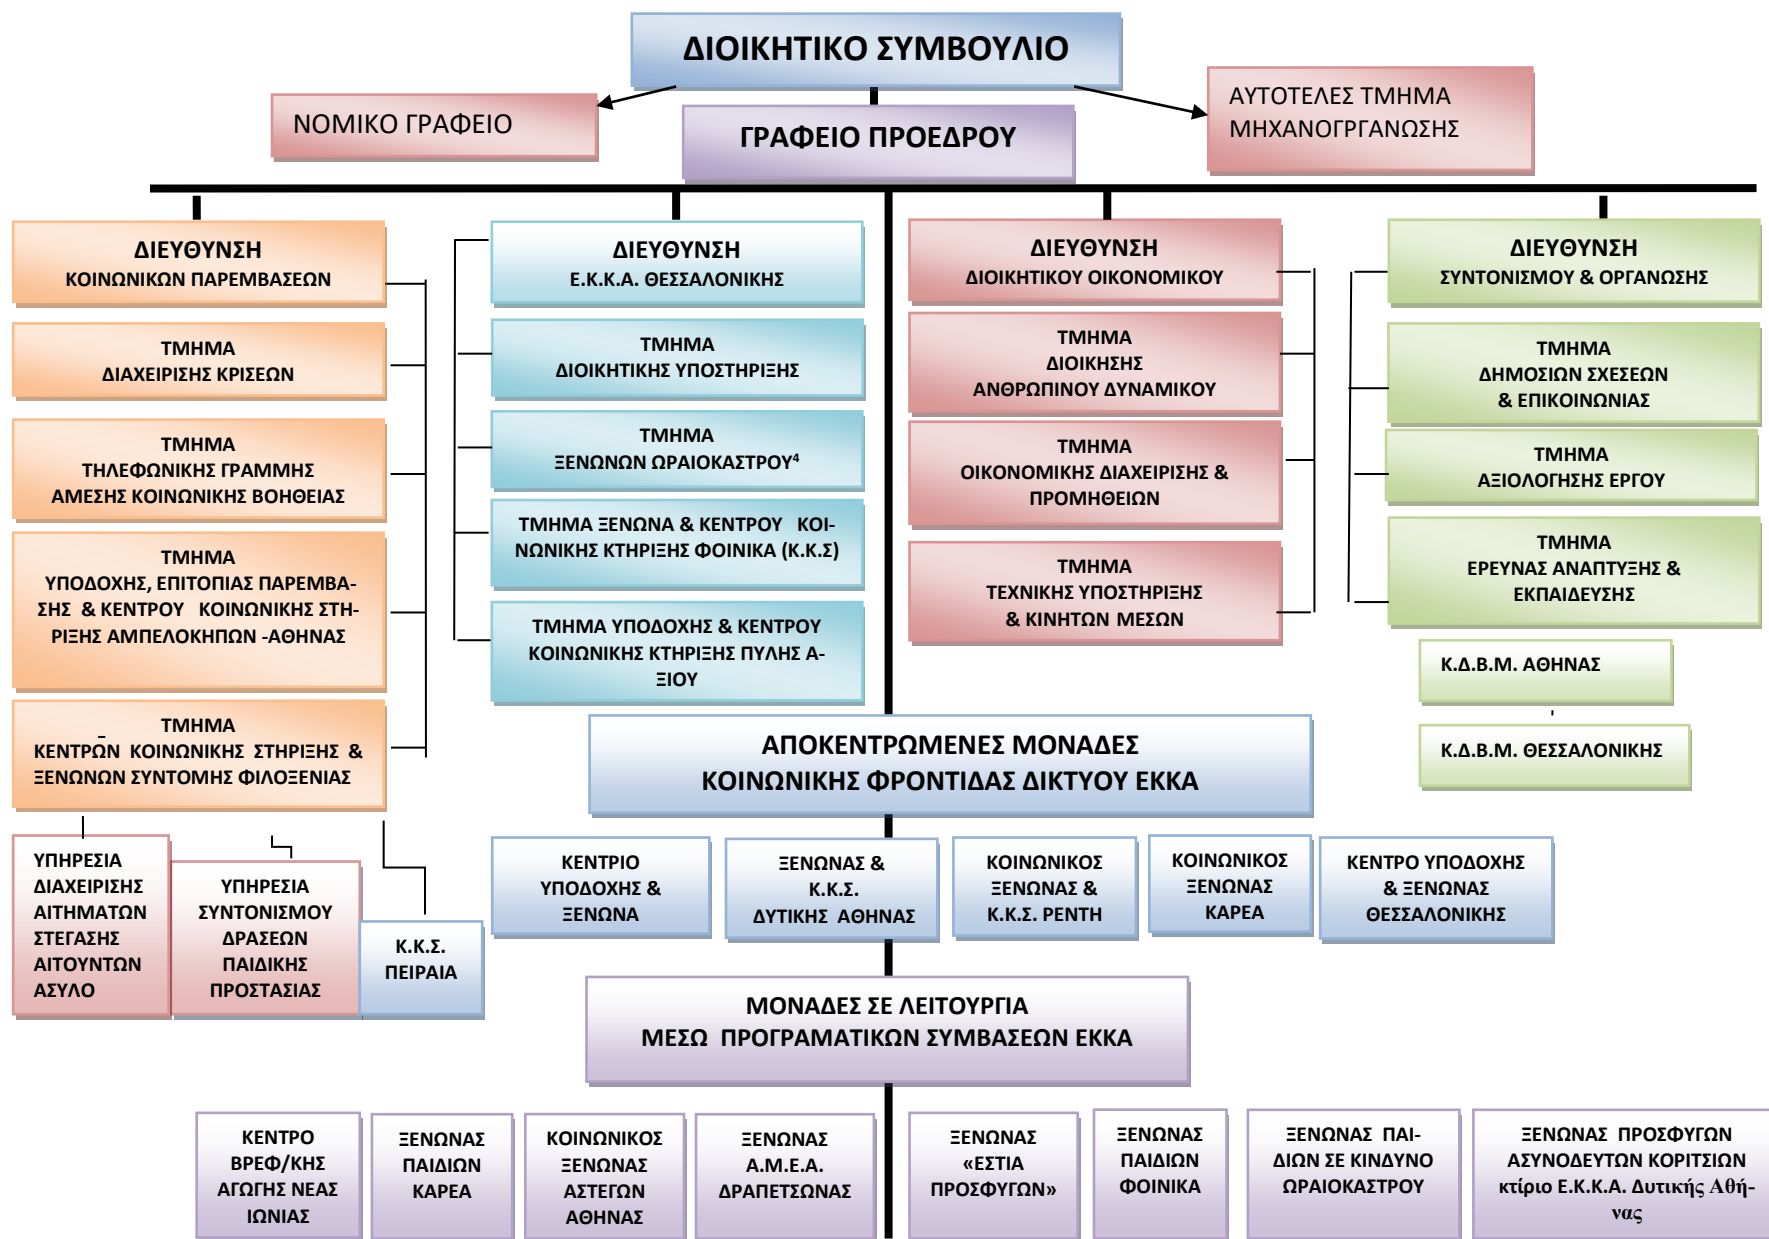 ΔΙΟΙΚΗΤΙΚΟ ΣΥΜΒΟΥΛΙΟ
ΝΟΜΙΚΟ ΓΡΑΦΕΙΟ
ΓΡΑΦΕΙΟ ΠΡΟΕΔΡΟΥ
ΑΥΤΟΤΕΛΕΣ ΤΜΗΜΑ
ΜΗΧΑΝΟΓΡΓΑΝΩΣΗΣ
ΔΙΕΥΘΥΝΣΗ
ΚΟΙΝΩΝΙΚΩΝ ΠΑΡΕΜΒΑΣΕΩΝ
ΤΜΗΜΑ
ΔΙΑΧΕΙΡΙΣΗΣ ΚΡΙΣΕΩΝ
ΤΜΗΜΑ
ΤΗΛΕΦΩΝΙΚΗΣ ΓΡΑΜΜΗΣ
ΑΜΕΣΗΣ ΚΟΙΝΩΝΙΚΗΣ ΒΟΗΘΕΙΑΣ
ΤΜΗΜΑ
ΥΠΟΔΟΧΗΣ, ΕΠΙΤΟΠΙΑΣ ΠΑΡΕΜΒΑ-
ΣΗΣ & ΚΕΝΤΡΟΥ ΚΟΙΝΩΝΙΚΗΣ ΣΤΗ-
ΡΙΞΗΣ ΑΜΠΕΛΟΚΗΠΩΝ -ΑΘΗΝΑΣ
ΤΜΗΜΑ
ΚΕΝΤΡΩΝ ΚΟΙΝΩΝΙΚΗΣ ΣΤΗΡΙΞΗΣ &
ΞΕΝΩΝΩΝ ΣΥΝΤΟΜΗΣ ΦΙΛΟΞΕΝΙΑΣ
ΥΠΗΡΕΣΙΑ
ΔΙΑΧΕΙΡΙΣΗΣ
ΑΙΤΗΜΑΤΩΝ
ΣΤΕΓΑΣΗΣ
ΑΙΤΟΥΝΤΩΝ
ΑΣΥΛΟ
ΥΠΗΡΕΣΙΑ
ΣΥΝΤΟΝΙΣΜΟΥ
ΔΡΑΣΕΩΝ
ΠΑΙΔΙΚΗΣ
ΠΡΟΣΤΑΣΙΑΣ
Κ.Κ.Σ.
ΠΕΙΡΑΙΑ
ΔΙΕΥΘΥΝΣΗ
Ε.Κ.Κ.Α. ΘΕΣΣΑΛΟΝΙΚΗΣ
ΤΜΗΜΑ
ΔΙΟΙΚΗΤΙΚΗΣ ΥΠΟΣΤΗΡΙΞΗΣ
ΤΜΗΜΑ
ΞΕΝΩΝΩΝ ΩΡΑΙΟΚΑΣΤΡΟΥ⁴
ΤΜΗΜΑ ΞΕΝΩΝΑ & ΚΕΝΤΡΟΥ ΚΟΙ-
ΝΩΝΙΚΗΣ ΚΤΗΡΙΞΗΣ ΦΟΙΝΙΚΑ (Κ.Κ.Σ)
ΤΜΗΜΑ ΥΠΟΔΟΧΗΣ & ΚΕΝΤΡΟΥ
ΚΟΙΝΩΝΙΚΗΣ ΚΤΗΡΙΞΗΣ ΠΥΛΗΣ Α-
ΞΙΟΥ
ΔΙΕΥΘΥΝΣΗ
ΔΙΟΙΚΗΤΙΚΟΥ ΟΙΚΟΝΟΜΙΚΟΥ
ΤΜΗΜΑ
ΔΙΟΙΚΗΣΗΣ
ΑΝΘΡΩΠΙΝΟΥ ΔΥΝΑΜΙΚΟΥ
ΤΜΗΜΑ
ΟΙΚΟΝΟΜΙΚΗΣ ΔΙΑΧΕΙΡΙΣΗΣ &
ΠΡΟΜΗΘΕΙΩΝ
ΤΜΗΜΑ
ΤΕΧΝΙΚΗΣ ΥΠΟΣΤΗΡΙΞΗΣ
& ΚΙΝΗΤΩΝ ΜΕΣΩΝ
ΔΙΕΥΘΥΝΣΗ
ΣΥΝΤΟΝΙΣΜΟΥ & ΟΡΓΑΝΩΣΗΣ
ΤΜΗΜΑ
ΔΗΜΟΣΙΩΝ ΣΧΕΣΕΩΝ
& ΕΠΙΚΟΙΝΩΝΙΑΣ
ΤΜΗΜΑ
ΑΞΙΟΛΟΓΗΣΗΣ ΕΡΓΟΥ
ΤΜΗΜΑ
ΕΡΕΥΝΑΣ ΑΝΑΠΤΥΞΗΣ &
ΕΚΠΑΙΔΕΥΣΗΣ
Κ.Δ.Β.Μ. ΑΘΗΝΑΣ
Κ.Δ.Β.Μ. ΘΕΣΣΑΛΟΝΙΚΗΣ
ΑΠΟΚΕΝΤΡΩΜΕΝΕΣ ΜΟΝΑΔΕΣ
ΚΟΙΝΩΝΙΚΗΣ ΦΡΟΝΤΙΔΑΣ ΔΙΚΤΥΟΥ ΕΚΚΑ
ΚΕΝΤΡΙΟ
ΥΠΟΔΟΧΗΣ &
ΞΕΝΩΝΑ
ΞΕΝΩΝΑΣ &
Κ.Κ.Σ.
ΔΥΤΙΚΗΣ ΑΘΗΝΑΣ
ΚΟΙΝΩΝΙΚΟΣ
ΞΕΝΩΝΑΣ &
Κ.Κ.Σ. ΡΕΝΤΗ
ΚΟΙΝΩΝΙΚΟΣ
ΞΕΝΩΝΑΣ
ΚΑΡΕΑ
ΚΕΝΤΡΟ ΥΠΟΔΟΧΗΣ
& ΞΕΝΩΝΑΣ
ΘΕΣΣΑΛΟΝΙΚΗΣ
ΜΟΝΑΔΕΣ ΣΕ ΛΕΙΤΟΥΡΓΙΑ
ΜΕΣΩ ΠΡΟΓΡΑΜΑΤΙΚΩΝ ΣΥΜΒΑΣΕΩΝ ΕΚΚΑ
ΚΕΝΤΡΟ
ΒΡΕΦ/ΚΗΣ
ΑΓΩΓΗΣ ΝΕΑΣ
ΙΩΝΙΑΣ
ΞΕΝΩΝΑΣ
ΠΑΙΔΙΩΝ
ΚΑΡΕΑ
ΚΟΙΝΩΝΙΚΟΣ
ΞΕΝΩΝΑΣ
ΑΣΤΕΓΩΝ
ΑΘΗΝΑΣ
ΞΕΝΩΝΑΣ
Α.Μ.Ε.Α.
ΔΡΑΠΕΤΣΩΝΑΣ
ΞΕΝΩΝΑΣ
«ΕΣΤΙΑ
ΠΡΟΣΦΥΓΩΝ»
ΞΕΝΩΝΑΣ
ΠΑΙΔΙΩΝ
ΦΟΙΝΙΚΑ
ΞΕΝΩΝΑΣ ΠΑΙ-
ΔΙΩΝ ΣΕ ΚΙΝΔΥΝΟ
ΩΡΑΙΟΚΑΣΤΡΟΥ
ΞΕΝΩΝΑΣ ΠΡΟΣΦΥΓΩΝ
ΑΣΥΝΟΔΕΥΤΩΝ ΚΟΡΙΤΣΙΩΝ
κτίριο Ε.Κ.Κ.Α. Δυτικής Αθή-
νας